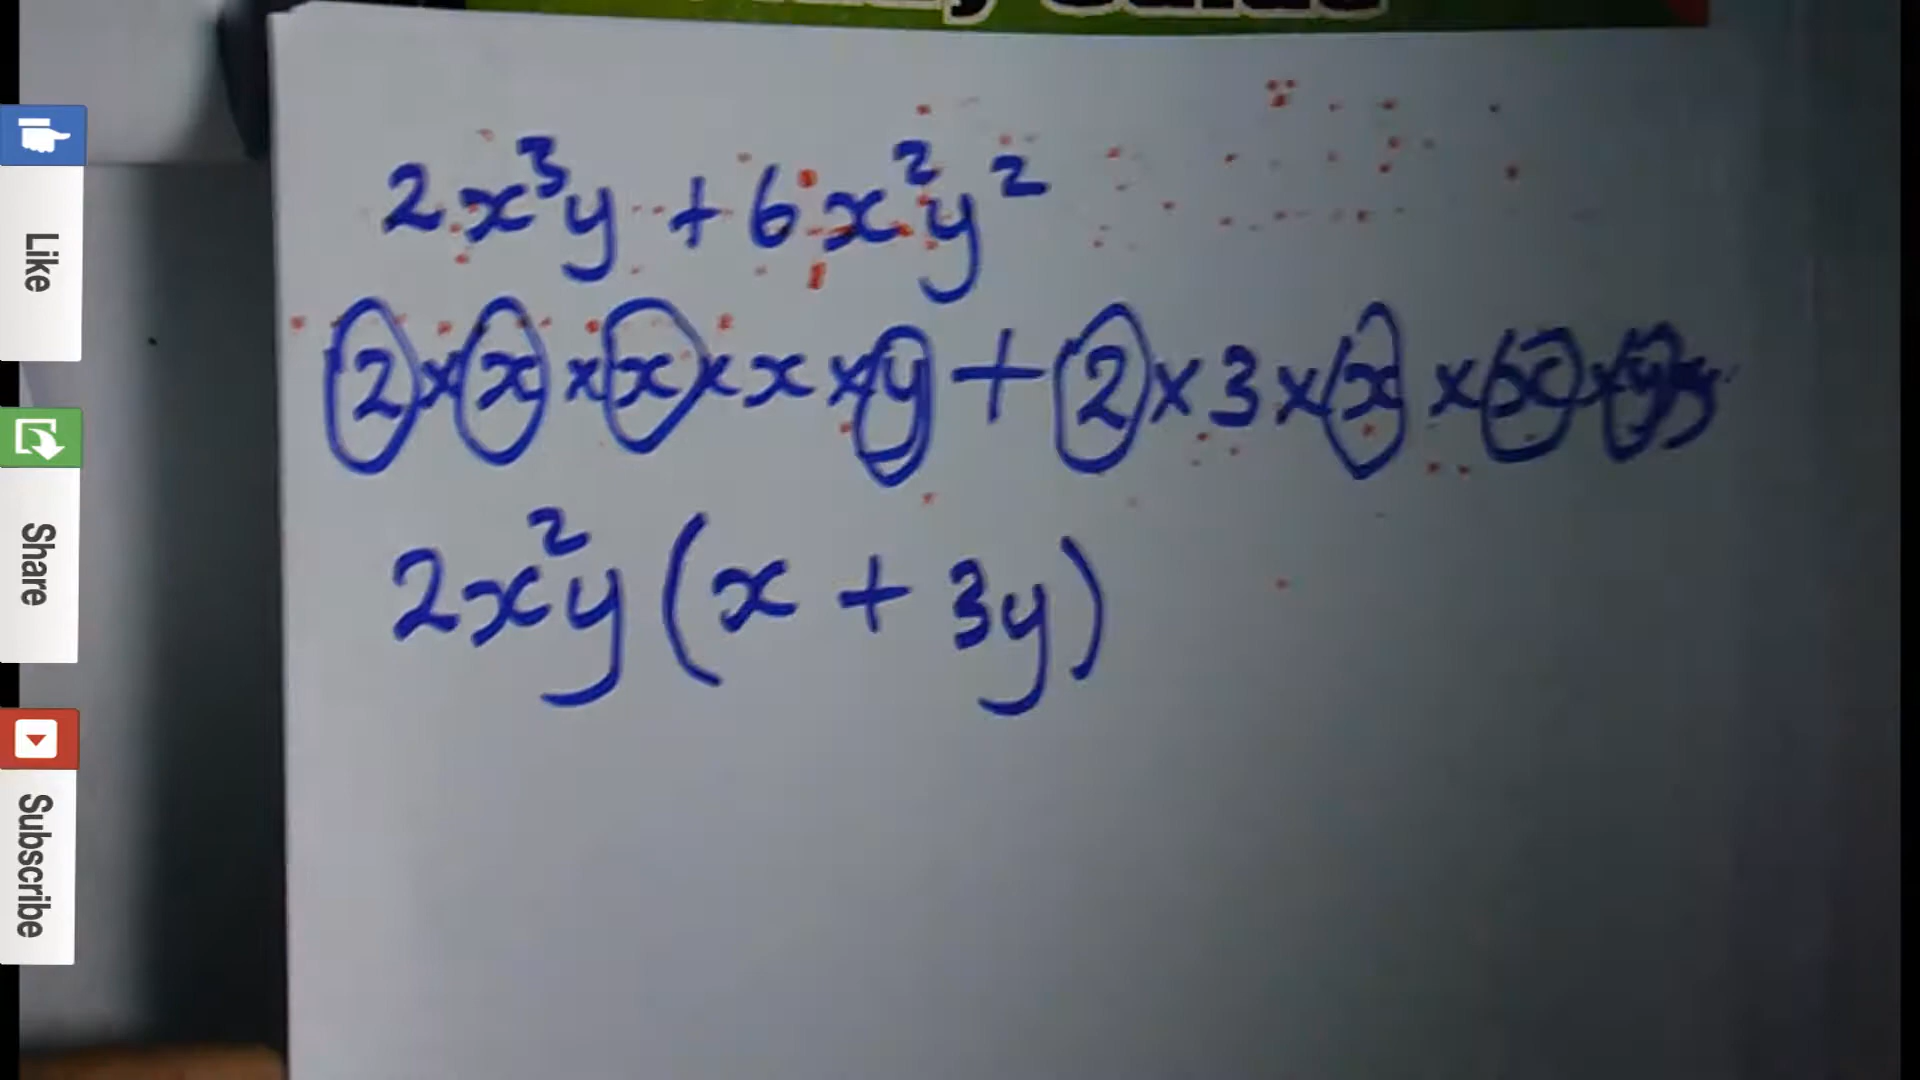 2x³y + 6x²y²
2 × x × x × x × y + 2 × 3 × x × x × y
2x²y(x + 3y)
Like
Share
Subscribe